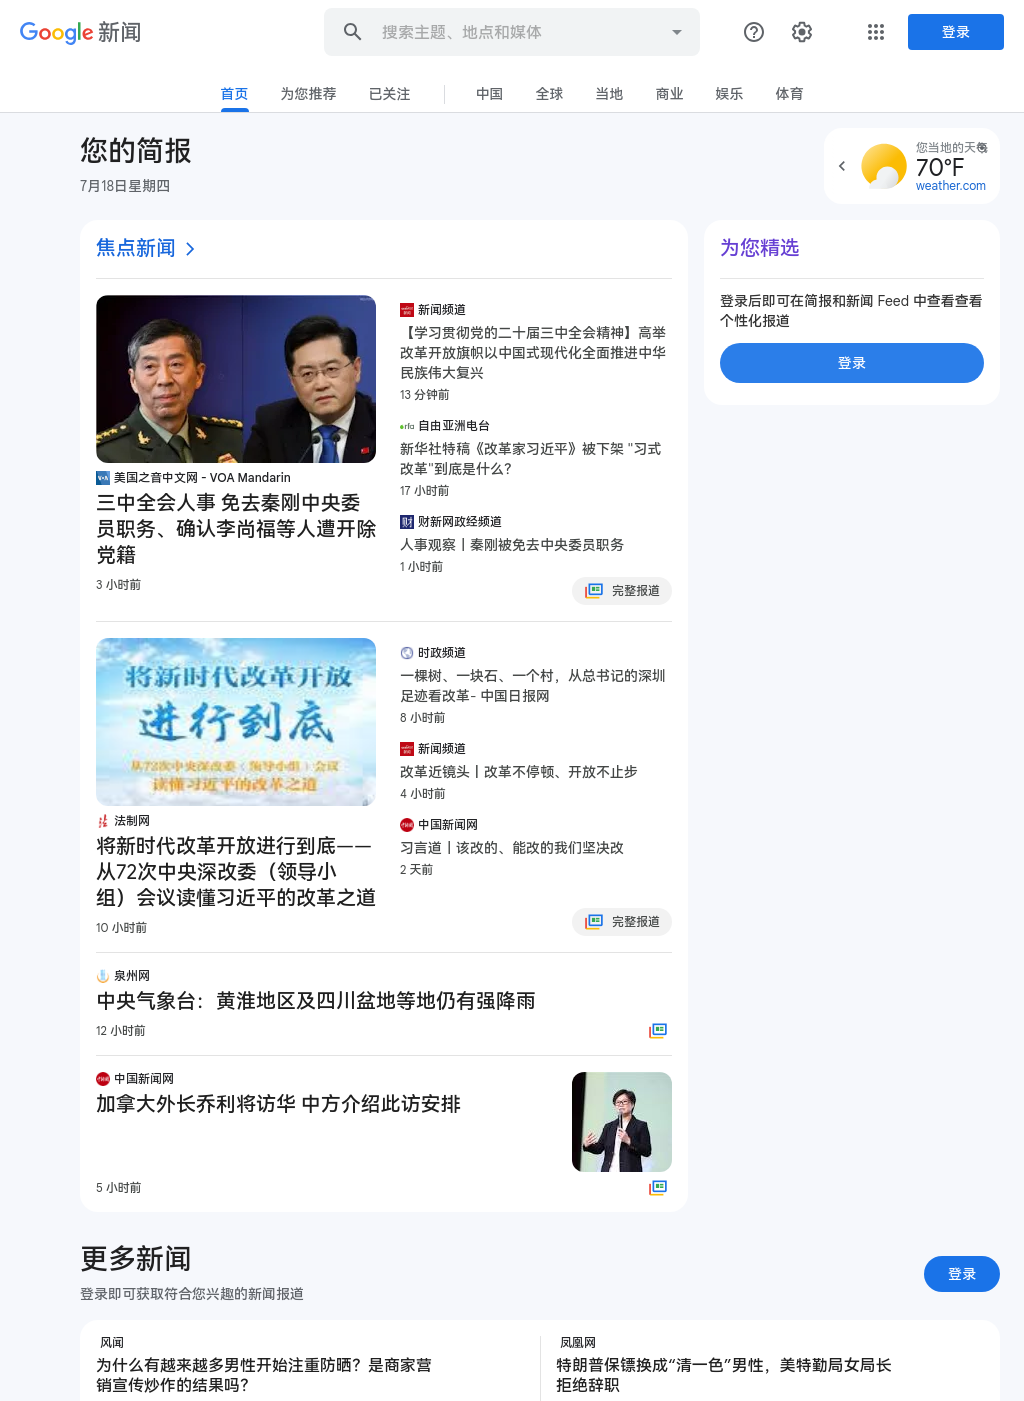 Google 新闻
搜索主题、地点和媒体
登录
首页
为您推荐
已关注
中国
全球
当地
商业
娱乐
体育
您的简报
7月18日星期四
您当地的天气
70°F
weather.com
焦点新闻
美国之音中文网 - VOA Mandarin
三中全会人事 免去秦刚中央委
员职务、确认李尚福等人遭开除
党籍
3 小时前
新闻频道
【学习贯彻党的二十届三中全会精神】高举
改革开放旗帜以中国式现代化全面推进中华
民族伟大复兴
13 分钟前
rfa
自由亚洲电台
新华社特稿《改革家习近平》被下架 "习式
改革"到底是什么?
17 小时前
财
财新网政经频道
人事观察丨秦刚被免去中央委员职务
1 小时前
完整报道
为您精选
登录后即可在简报和新闻 Feed 中查看查看
个性化报道
登录
将新时代改革开放
进行到底
从72次中央深改委（领导小组）会议
读懂习近平的改革之道
法制网
将新时代改革开放进行到底——
从72次中央深改委（领导小
组）会议读懂习近平的改革之道
10 小时前
时政频道
一棵树、一块石、一个村，从总书记的深圳
足迹看改革- 中国日报网
8 小时前
新闻频道
改革近镜头丨改革不停顿、开放不止步
4 小时前
中国新闻网
习言道丨该改的、能改的我们坚决改
2 天前
完整报道
泉州网
中央气象台：黄淮地区及四川盆地等地仍有强降雨
12 小时前
中国新闻网
加拿大外长乔利将访华 中方介绍此访安排
5 小时前
更多新闻
登录即可获取符合您兴趣的新闻报道
登录
风闻
为什么有越来越多男性开始注重防晒？是商家营
销宣传炒作的结果吗？
凤凰网
特朗普保镖换成“清一色”男性，美特勤局女局长
拒绝辞职